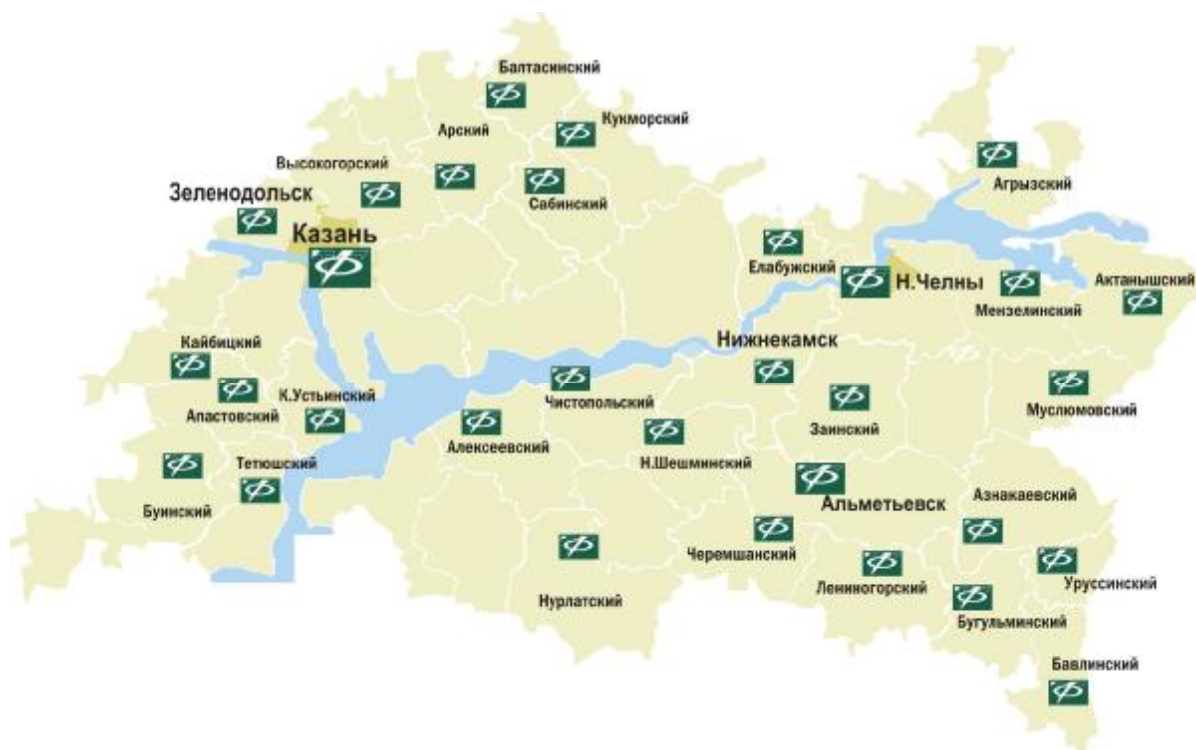 Балтасинский
Кукморский
Арский
Высокогорский
Агрызский
Зеленодольск
Сабинский
Казань
Елабужский
Н.Челны
Актанышский
Мензелинский
Нижнекамск
Кайбицкий
К.Устьинский
Чистопольский
Апастовский
Муслюмовский
Алексеевский
Заинский
Н.Шешминский
Тетюшский
Азнакаевский
Буинский
Альметьевск
Черемшанский
Лениногорский
Уруссинский
Нурлатский
Бугульминский
Бавлинский